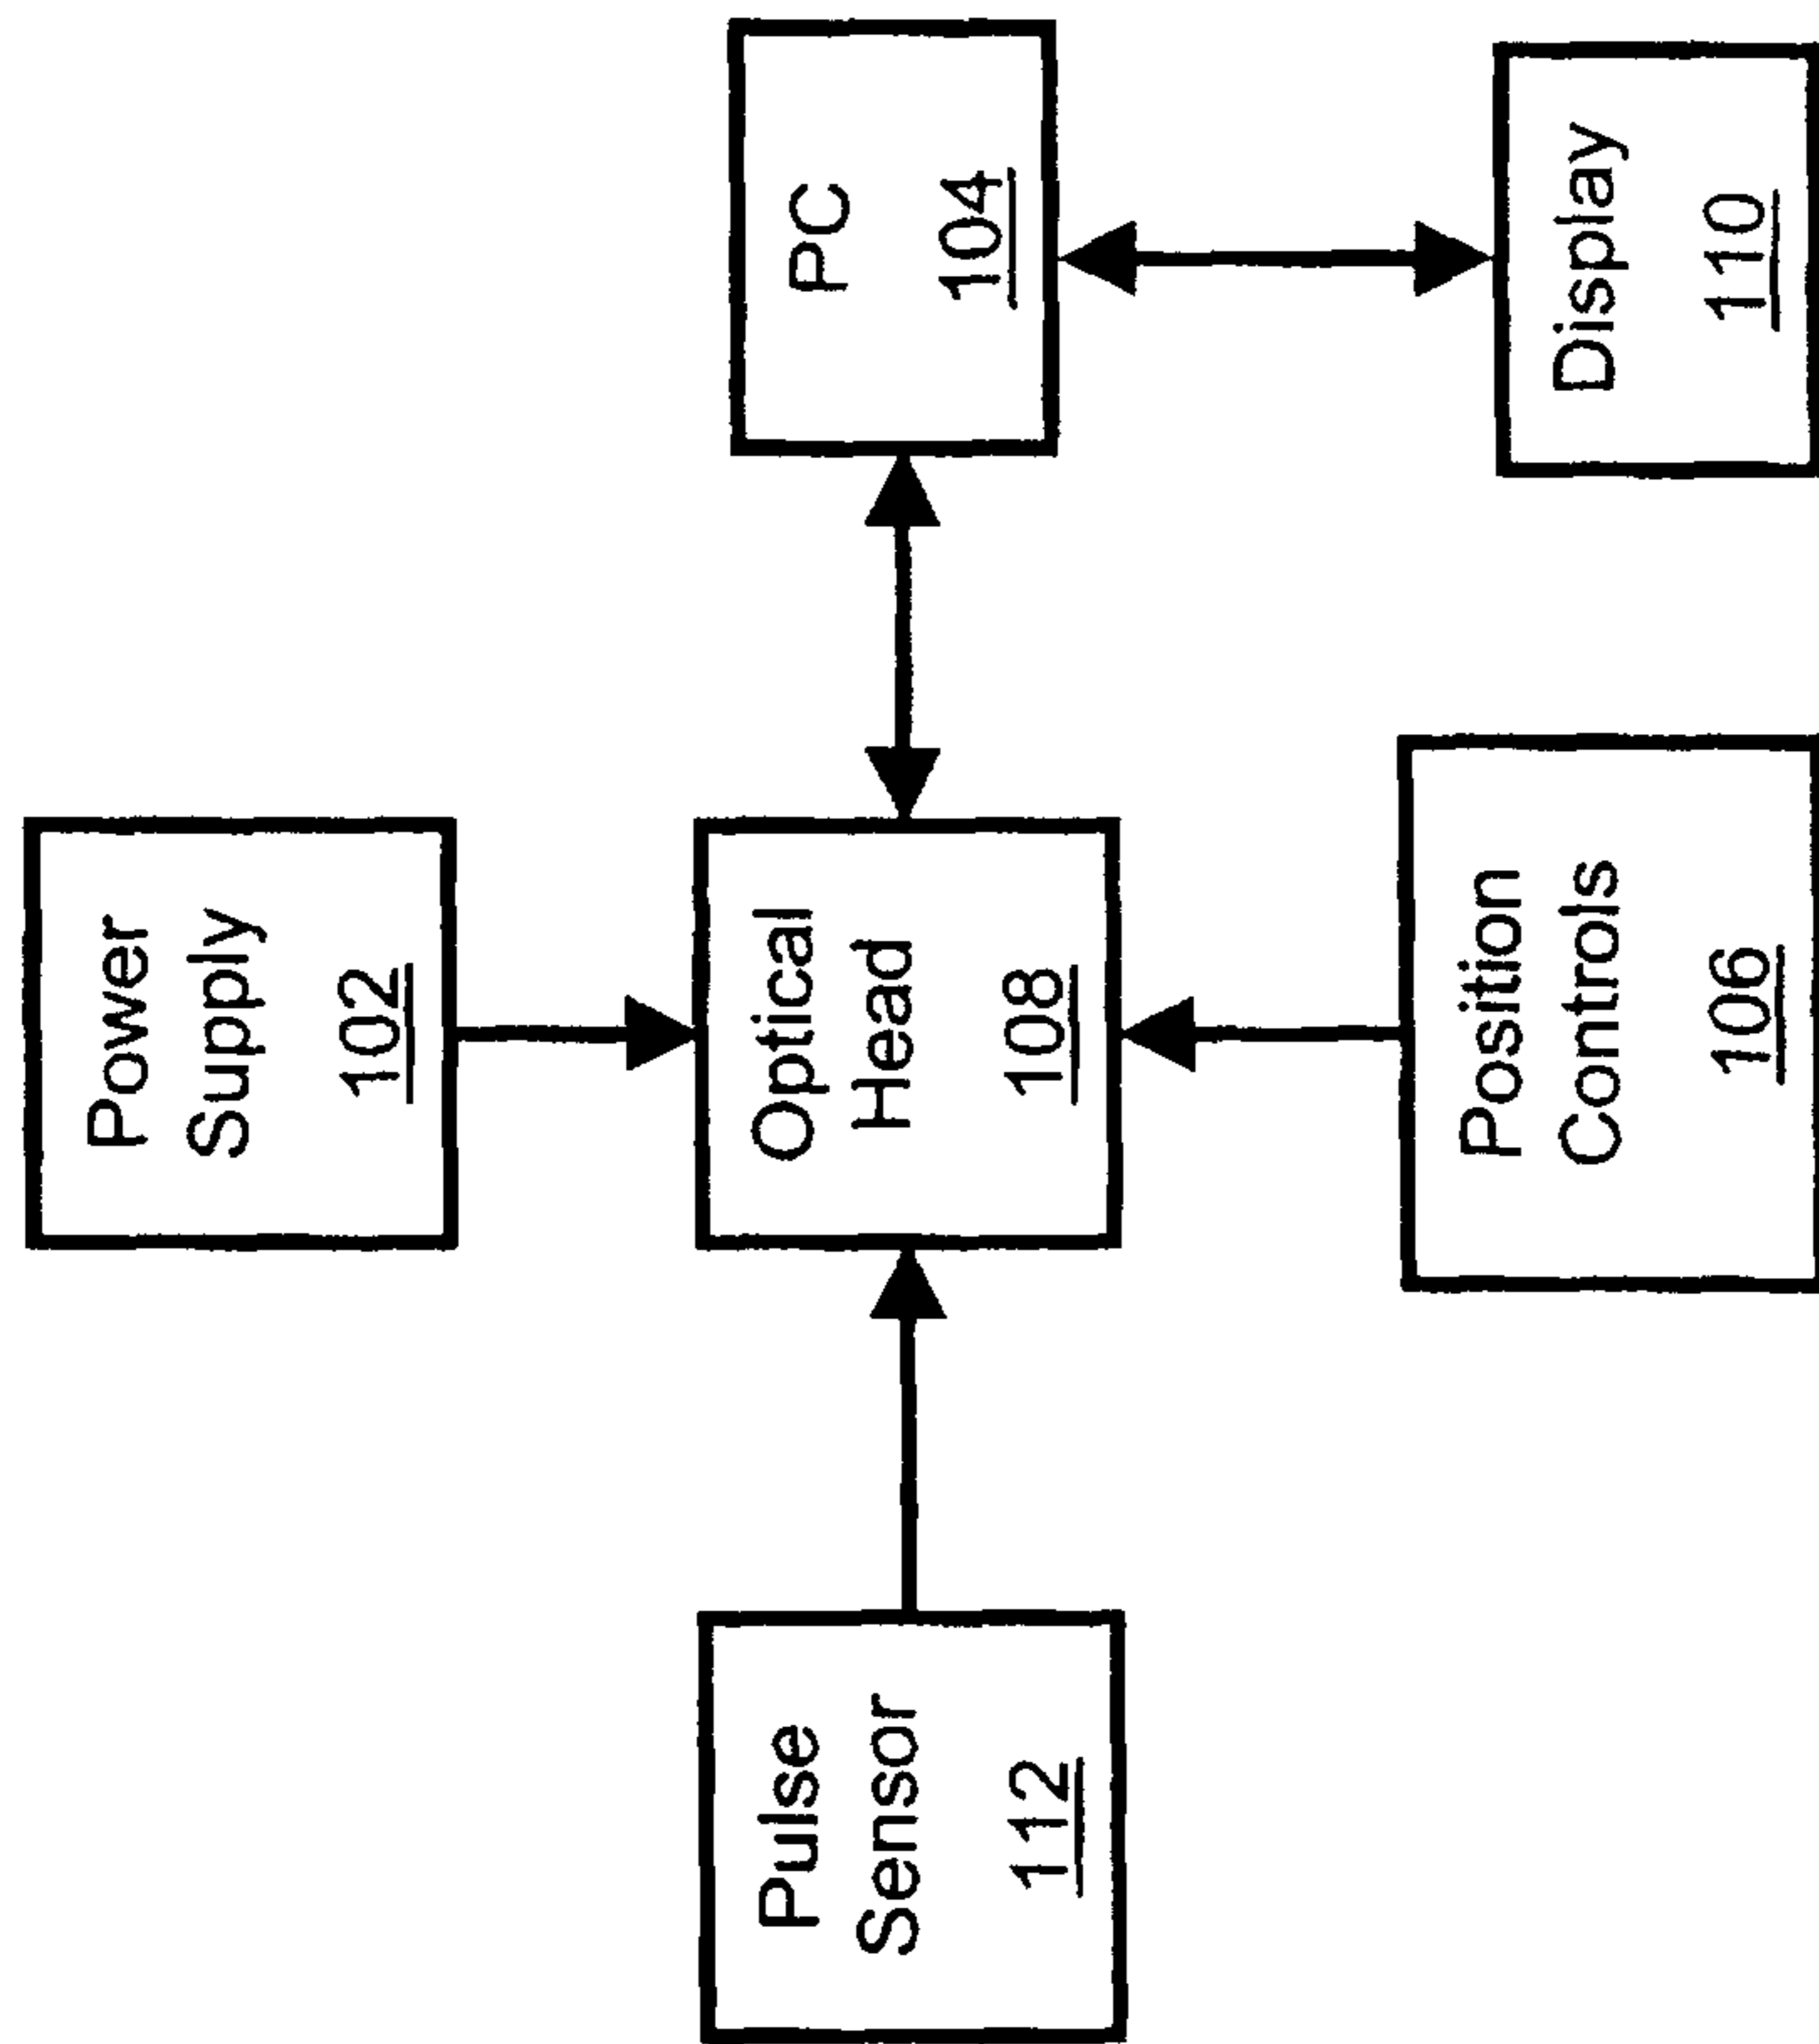 Power
Supply
102
Pulse
Sensor
112
Optical
Head
108
PC
104
Position
Controls
106
Display
110